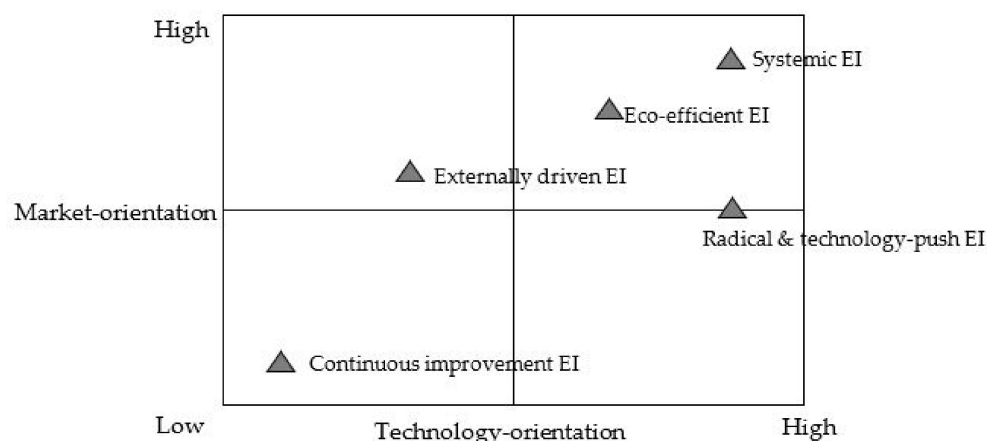 High
Systemic EI
Eco-efficient EI
Externally driven EI
Market-orientation
Radical & technology-push EI
Continuous improvement EI
Low
Technology-orientation
High